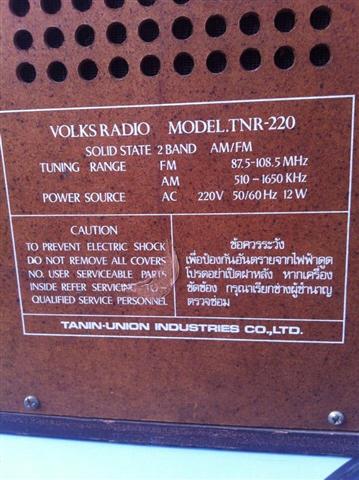 VOLKS RADIO MODEL.TNR-220
SOLID STATE 2 BAND AM/FM
TUNING RANGE FM 87.5-108.5 MHz
AM 510-1650 KHz
POWER SOURCE AC 220V 50/60 Hz 12 W
CAUTION
TO PREVENT ELECTRIC SHOCK
DO NOT REMOVE ALL COVERS
NO. USER SERVICEABLE PARTS
INSIDE REFER SERVICING TO
QUALIFIED SERVICE PERSONNEL
ข้อควรระวัง
เพื่อป้องกันอันตรายจากไฟฟ้าดูด
โปรดอย่าเปิดฝาหลัง หากเครื่อง
ขัดข้อง กรุณาเรียกช่างผู้ชำนาญ
ตรวจซ่อม
TANIN-UNION INDUSTRIES CO.,LTD.